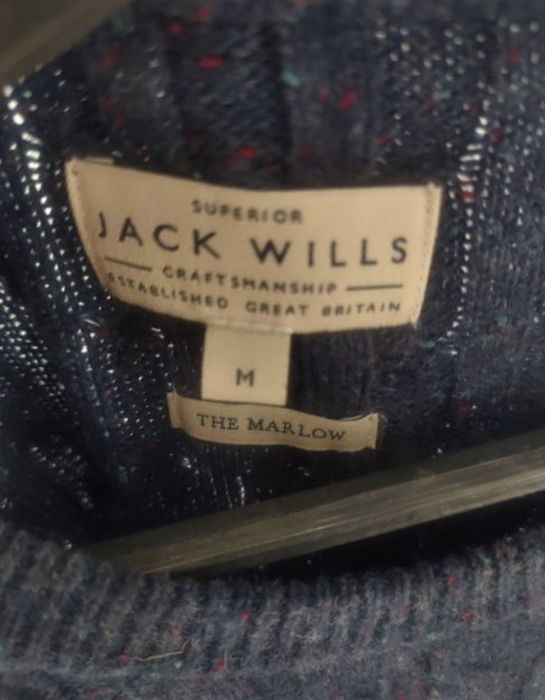 SUPERIOR
JACK WILLS
CRAFTSMANSHIP
ESTABLISHED GREAT BRITAIN
M
THE MARLOW